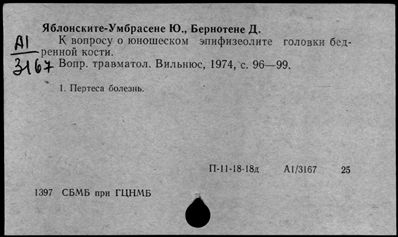 Яблонските-Умбрасене Ю., Бернотене Д.
А1
3167
К вопросу о юношеском эпифизеолите головки бед-
ренной кости.
Вопр. травматол. Вильнюс, 1974, с. 96—99.
1. Пертеса болезнь.
П-11-18-18д А1/3167 25
1397 СБМБ при ГЦНМБ